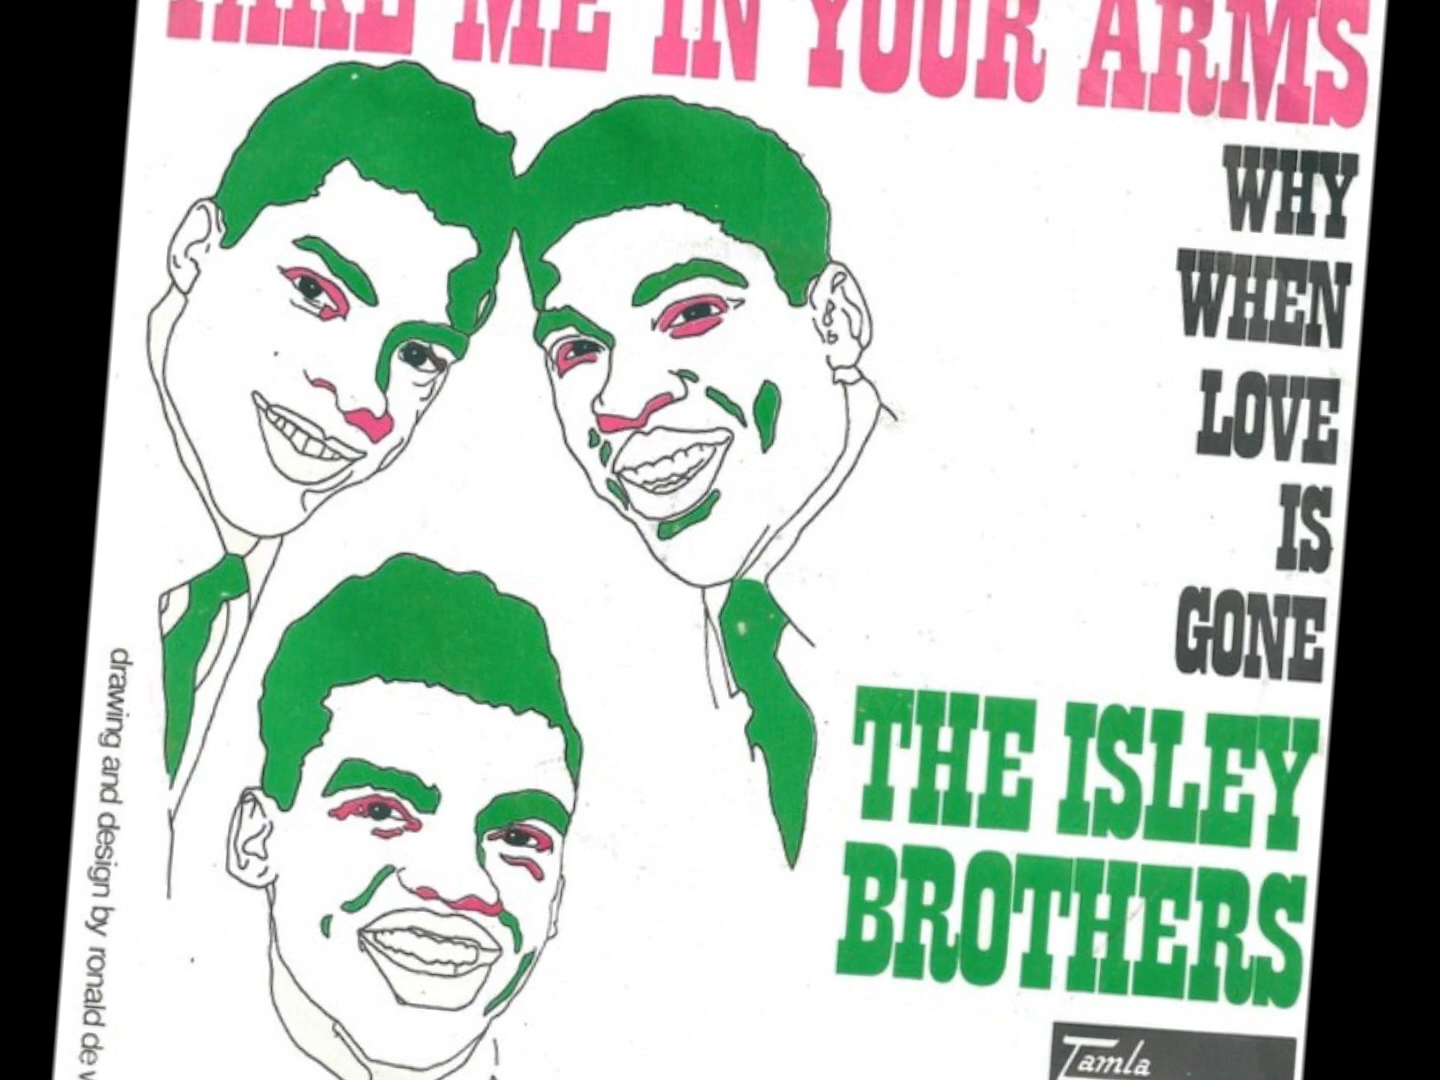 TAKE ME IN YOUR ARMS
WHY
WHEN
LOVE
IS
GONE
THE ISLEY
BROTHERS
Tamla
drawing and design by ronald de